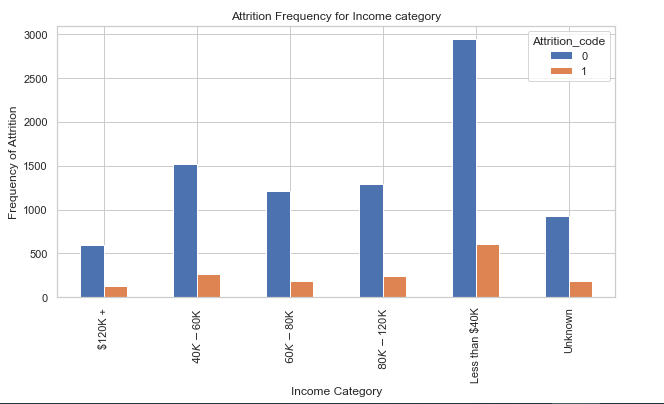 Attrition Frequency for Income category
Attrition_code
0
1
3000
2500
2000
1500
1000
500
0
Frequency of Attrition
$120K +
40K − 60K
60K − 80K
80K − 120K
Less than $40K
Unknown
Income Category